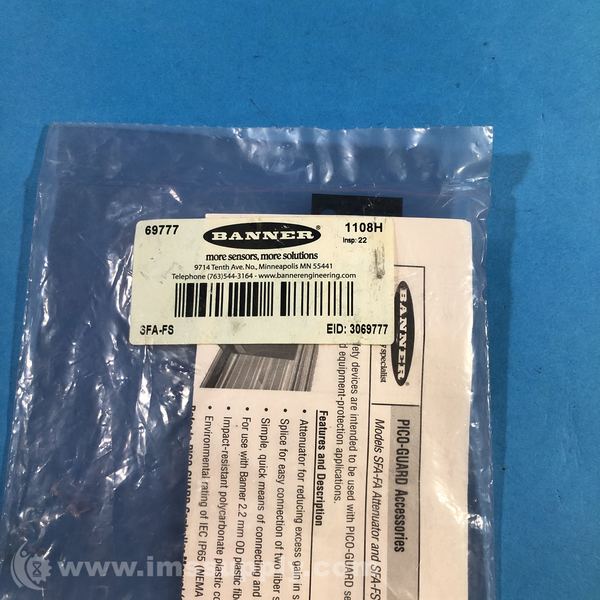 69777
BANNER
1108H
Insp: 22
more sensors, more solutions
9714 Tenth Ave. No., Minneapolis MN 55441
Telephone (763)544-3164 - www.bannerengineering.com
SFA-FS
EID: 3069777
BANNER
specialist
PICO-GUARD Accessories
Models SFA-FA Attenuator and SFA-FS
devices are intended to be used with PICO-GUARD
equipment-protection applications.
Features and Description
• Attenuator for reducing excess gain in
• Splice for easy connection of two fiber
• Simple, quick means of connecting and
• For use with Banner 2.2 mm OD plastic
• Impact-resistant polycarbonate plastic
• Environmental rating of IEC IP65 (NEMA
www.imssupply.com